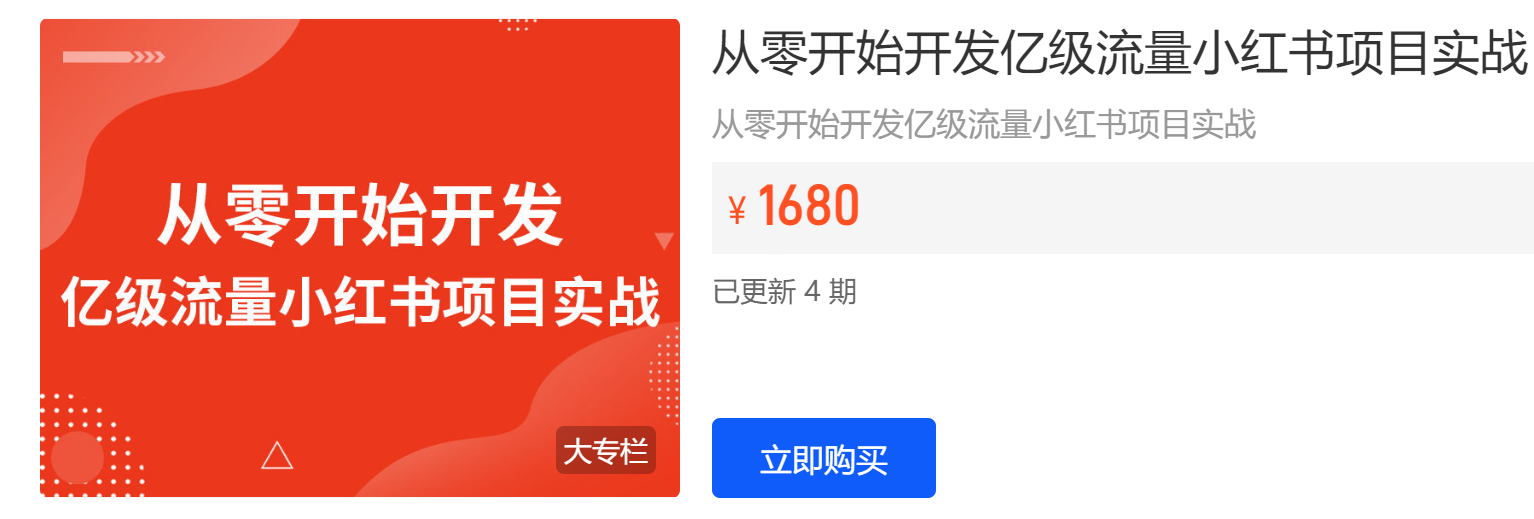 从零开始开发
亿级流量小红书项目实战
大专栏
从零开始开发亿级流量小红书项目实战
从零开始开发亿级流量小红书项目实战
¥ 1680
已更新 4 期
立即购买